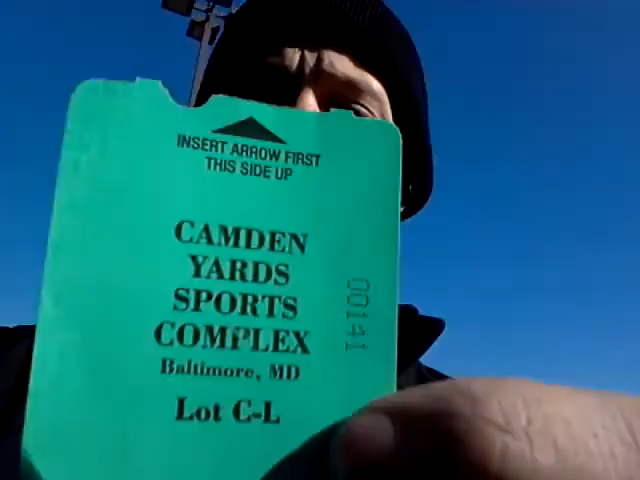 INSERT ARROW FIRST
THIS SIDE UP
CAMDEN
YARDS
SPORTS
COMPLEX
Baltimore, MD
Lot C-L
00141